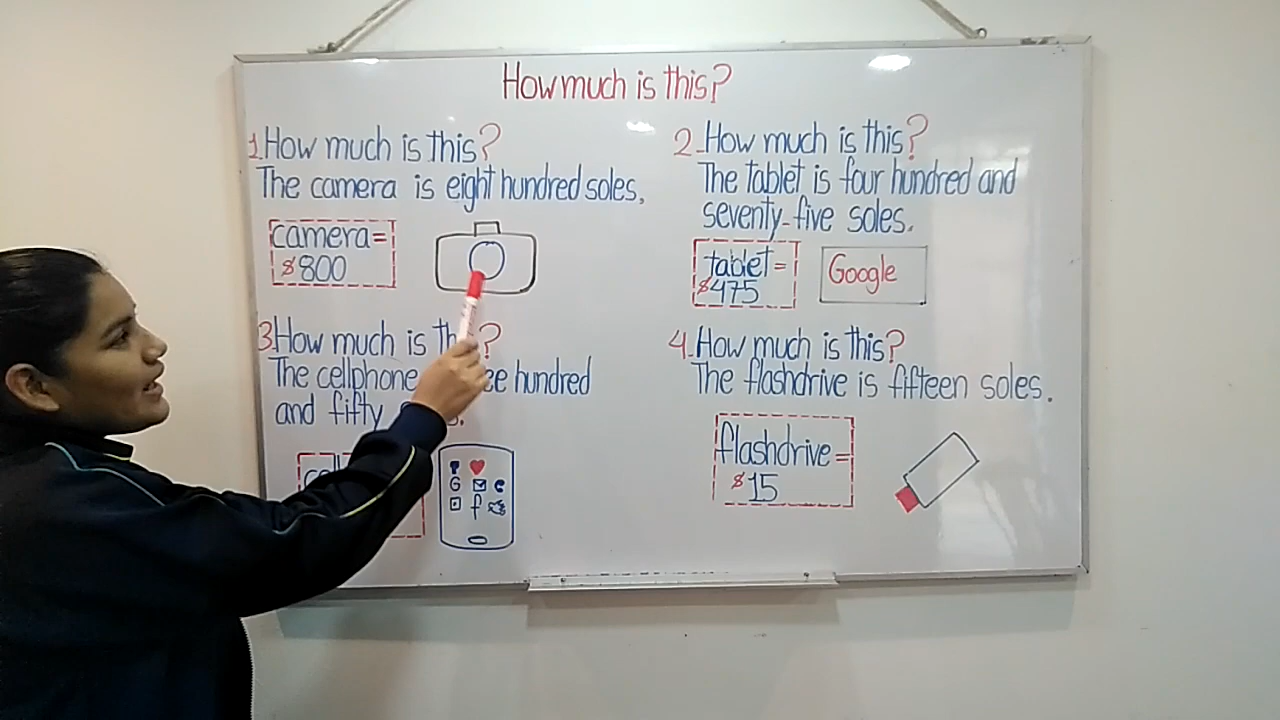 How much is this?
1. How much is this?
The camera is eight hundred soles.
camera=
$800
2- How much is this?
The tablet is four hundred and
seventy-five soles.
tablet=
$475
Google
3. How much is this?
The cellphone hundred
and fifty
4- How much is this?
The flashdrive is fifteen soles.
flashdrive=
$15